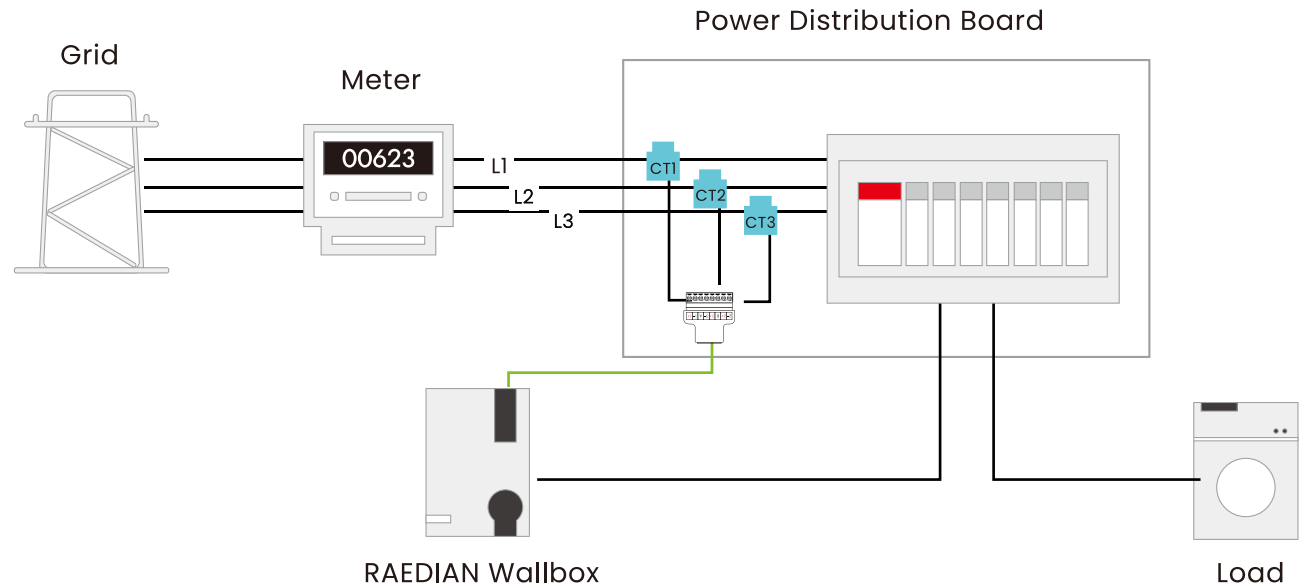 Power Distribution Board
Grid
Meter
00623
L1
L2
L3
CT1
CT2
CT3
RAEDIAN Wallbox
Load